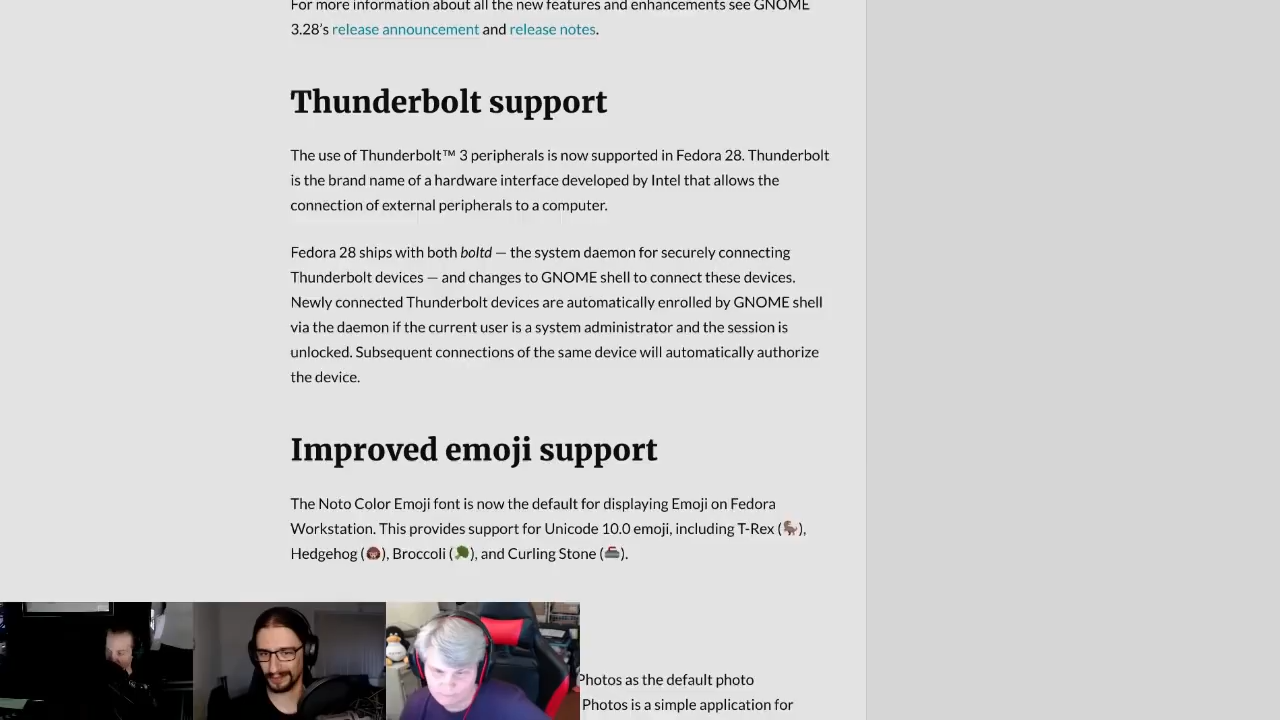 For more information about all the new features and enhancements see GNOME
3.28’s release announcement and release notes.
Thunderbolt support
The use of Thunderbolt™ 3 peripherals is now supported in Fedora 28. Thunderbolt
is the brand name of a hardware interface developed by Intel that allows the
connection of external peripherals to a computer.
Fedora 28 ships with both boltd — the system daemon for securely connecting
Thunderbolt devices — and changes to GNOME shell to connect these devices.
Newly connected Thunderbolt devices are automatically enrolled by GNOME shell
via the daemon if the current user is a system administrator and the session is
unlocked. Subsequent connections of the same device will automatically authorize
the device.
Improved emoji support
The Noto Color Emoji font is now the default for displaying Emoji on Fedora
Workstation. This provides support for Unicode 10.0 emoji, including T-Rex (🦖),
Hedgehog (🦔), Broccoli (🥦), and Curling Stone (🥌).
Photos as the default photo
Photos is a simple application for